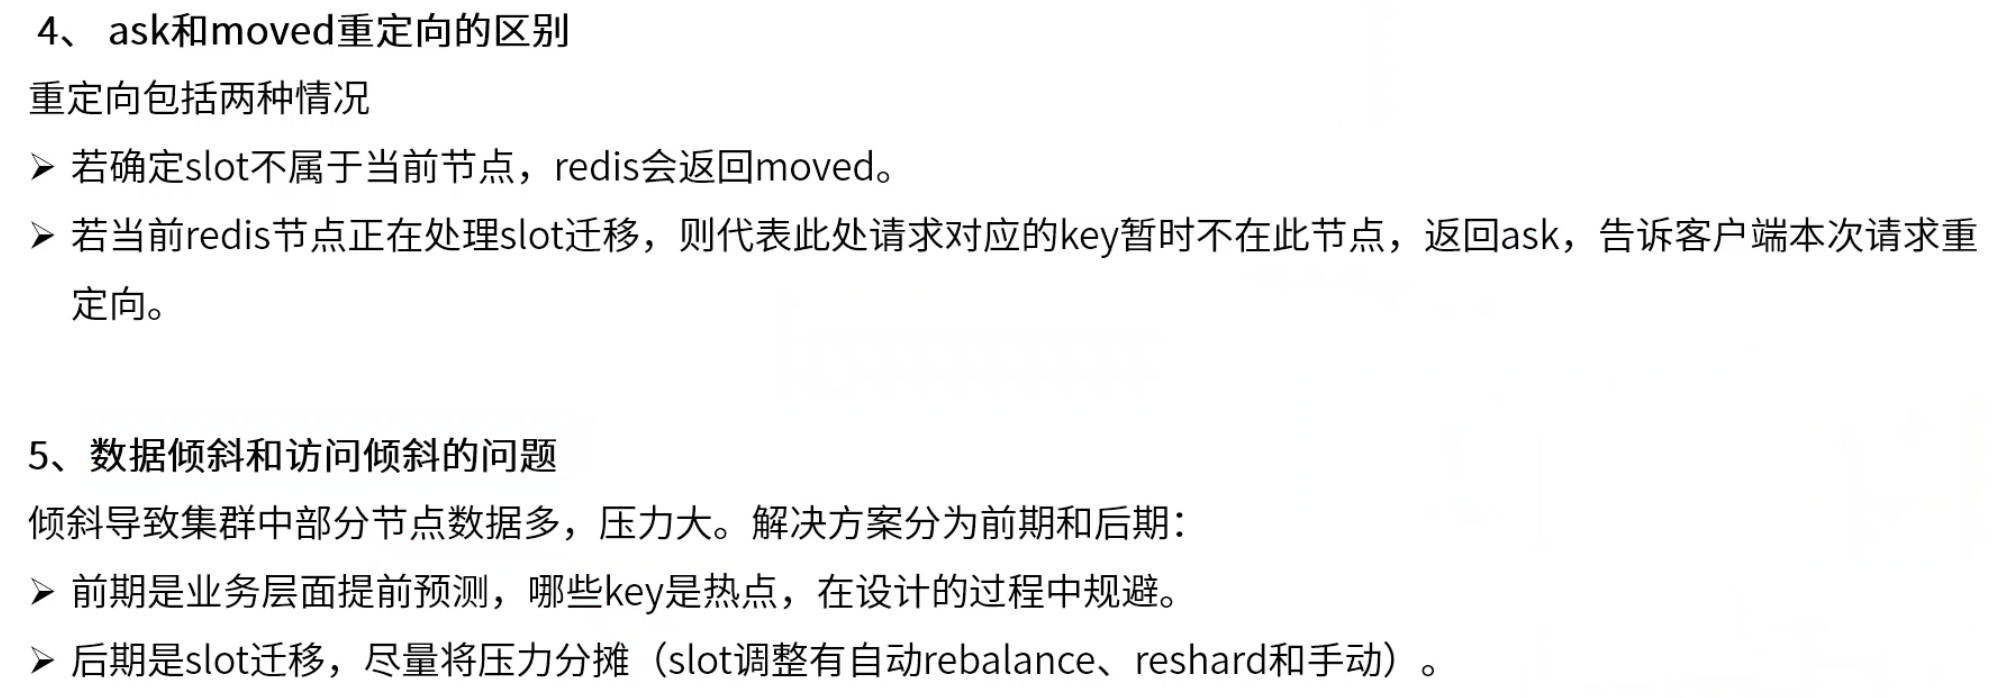 4、 ask和moved重定向的区别
重定向包括两种情况
➢ 若确定slot不属于当前节点，redis会返回moved。
➢ 若当前redis节点正在处理slot迁移，则代表此处请求对应的key暂时不在此节点，返回ask，告诉客户端本次请求重
定向。
5、数据倾斜和访问倾斜的问题
倾斜导致集群中部分节点数据多，压力大。解决方案分为前期和后期：
➢ 前期是业务层面提前预测，哪些key是热点，在设计的过程中规避。
➢ 后期是slot迁移，尽量将压力分摊（slot调整有自动rebalance、reshard和手动）。